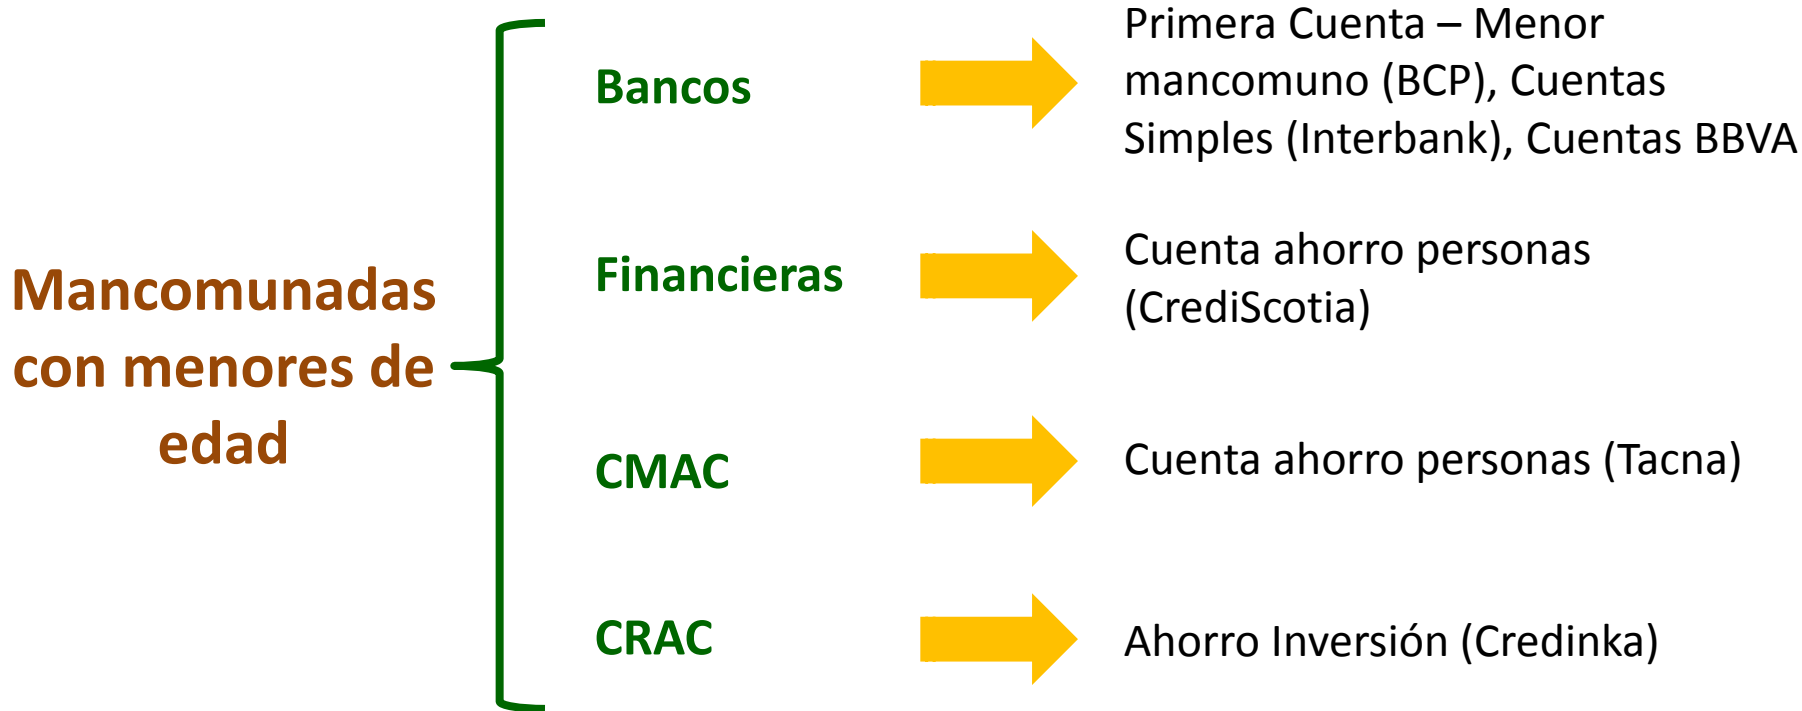 Mancomunadas
con menores de
edad
Bancos
Primera Cuenta – Menor
mancomuno (BCP), Cuentas
Simples (Interbank), Cuentas BBVA
Financieras
Cuenta ahorro personas
(CrediScotia)
CMAC
Cuenta ahorro personas (Tacna)
CRAC
Ahorro Inversión (Credinka)